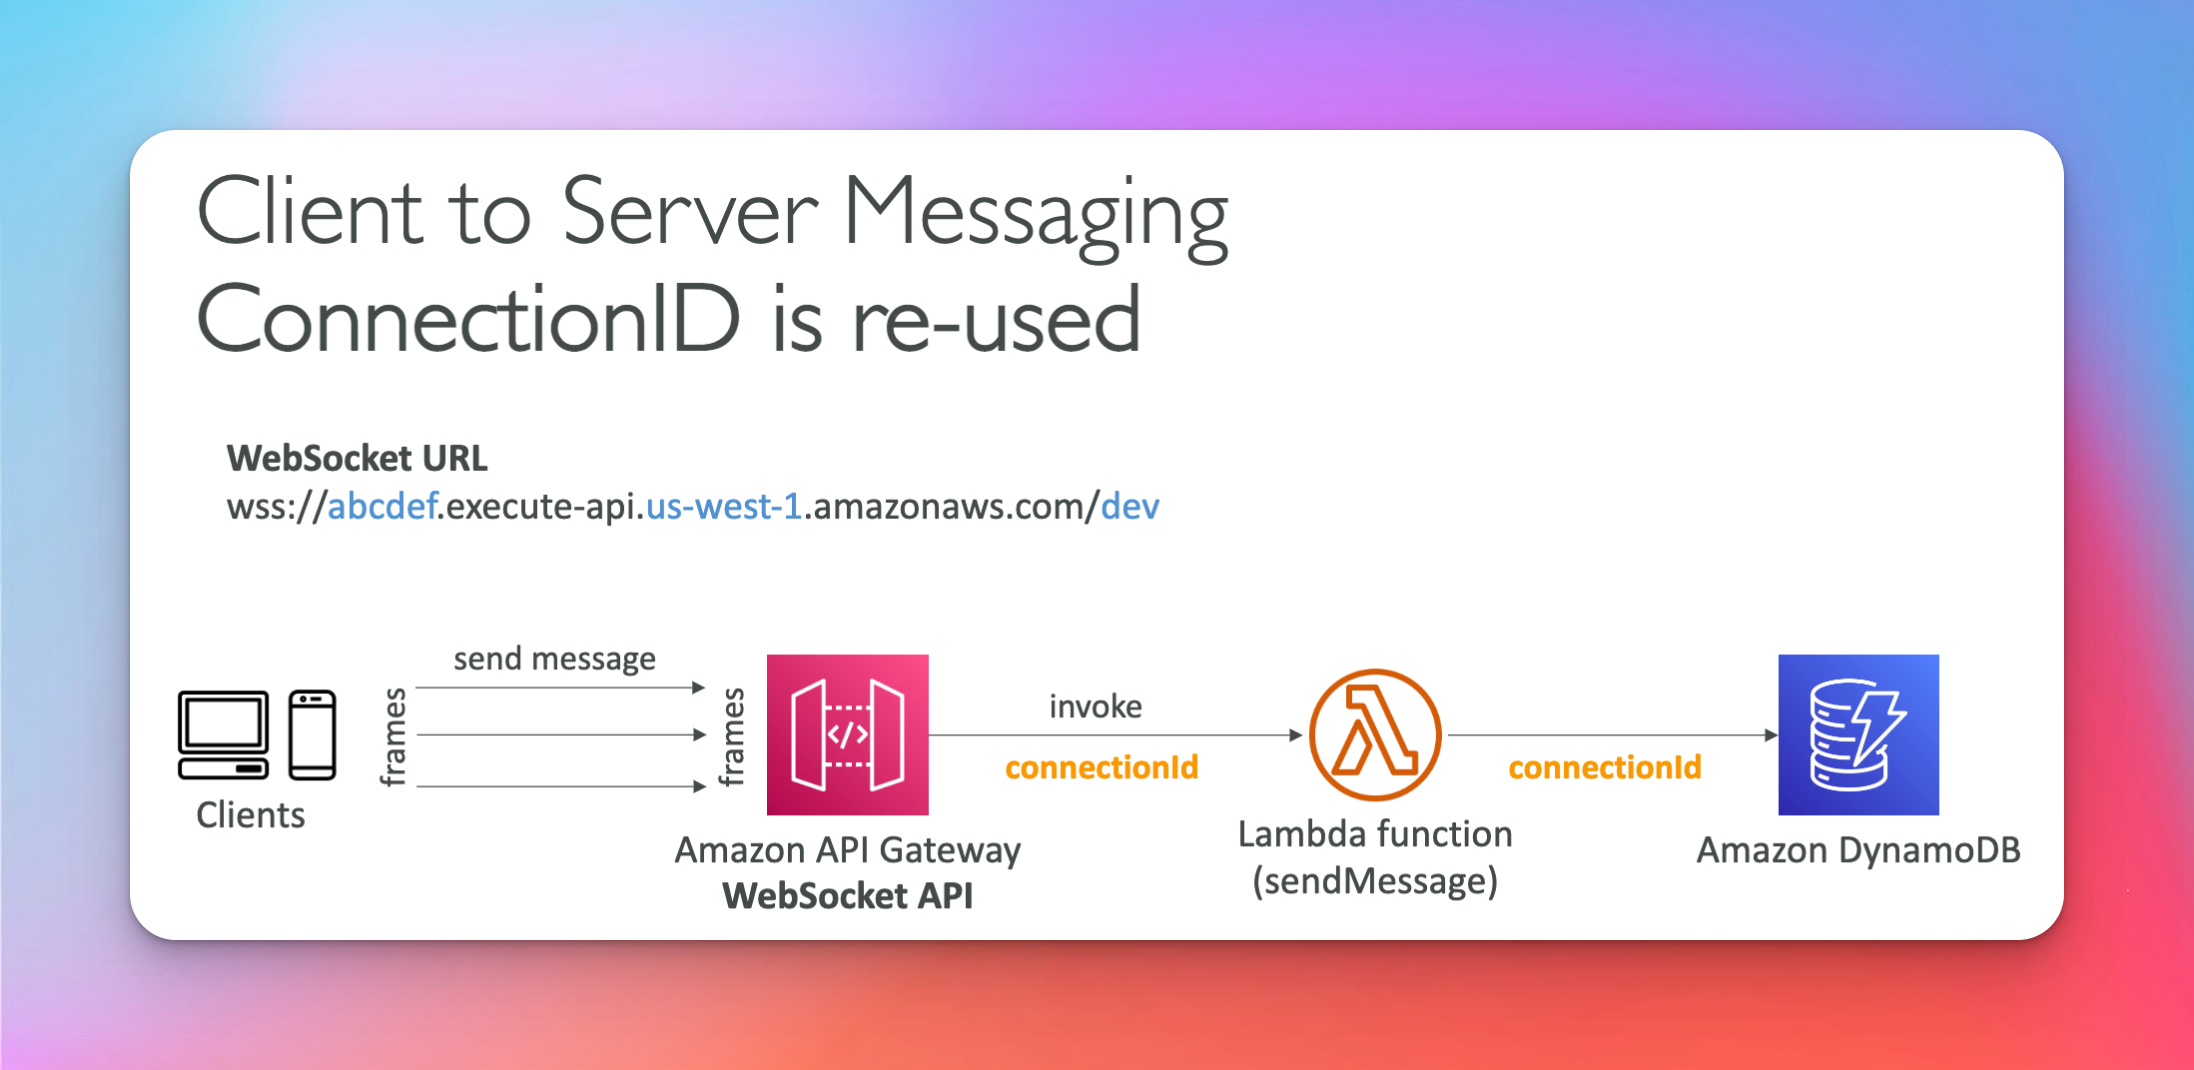 Client to Server Messaging
ConnectionID is re-used
WebSocket URL
wss://abcdef.execute-api.us-west-1.amazonaws.com/dev
send message
frames
frames
Clients
</>
Amazon API Gateway
WebSocket API
invoke
connectionId
Lambda function
(sendMessage)
connectionId
Amazon DynamoDB